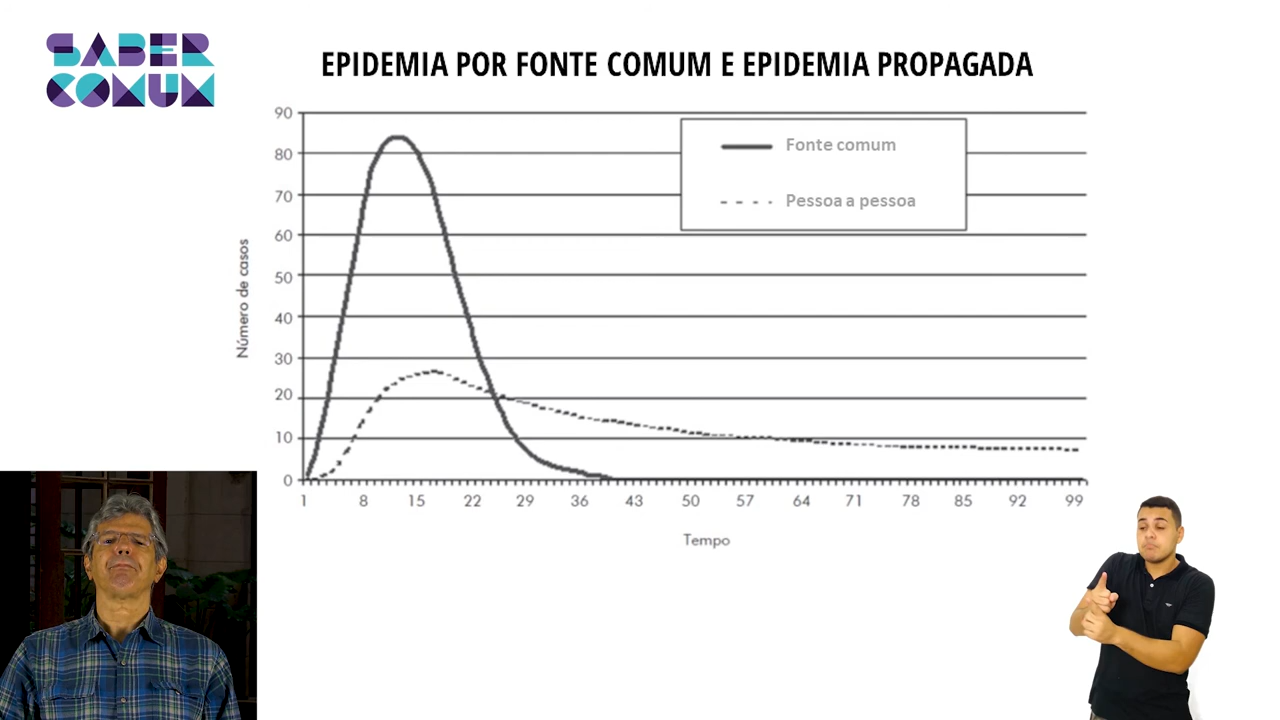 SABER
COMUM
EPIDEMIA POR FONTE COMUM E EPIDEMIA PROPAGADA
90
80
70
60
50
40
30
20
10
0
Número de casos
Fonte comum
Pessoa a pessoa
1 8 15 22 29 36 43 50 57 64 71 78 85 92 99
Tempo